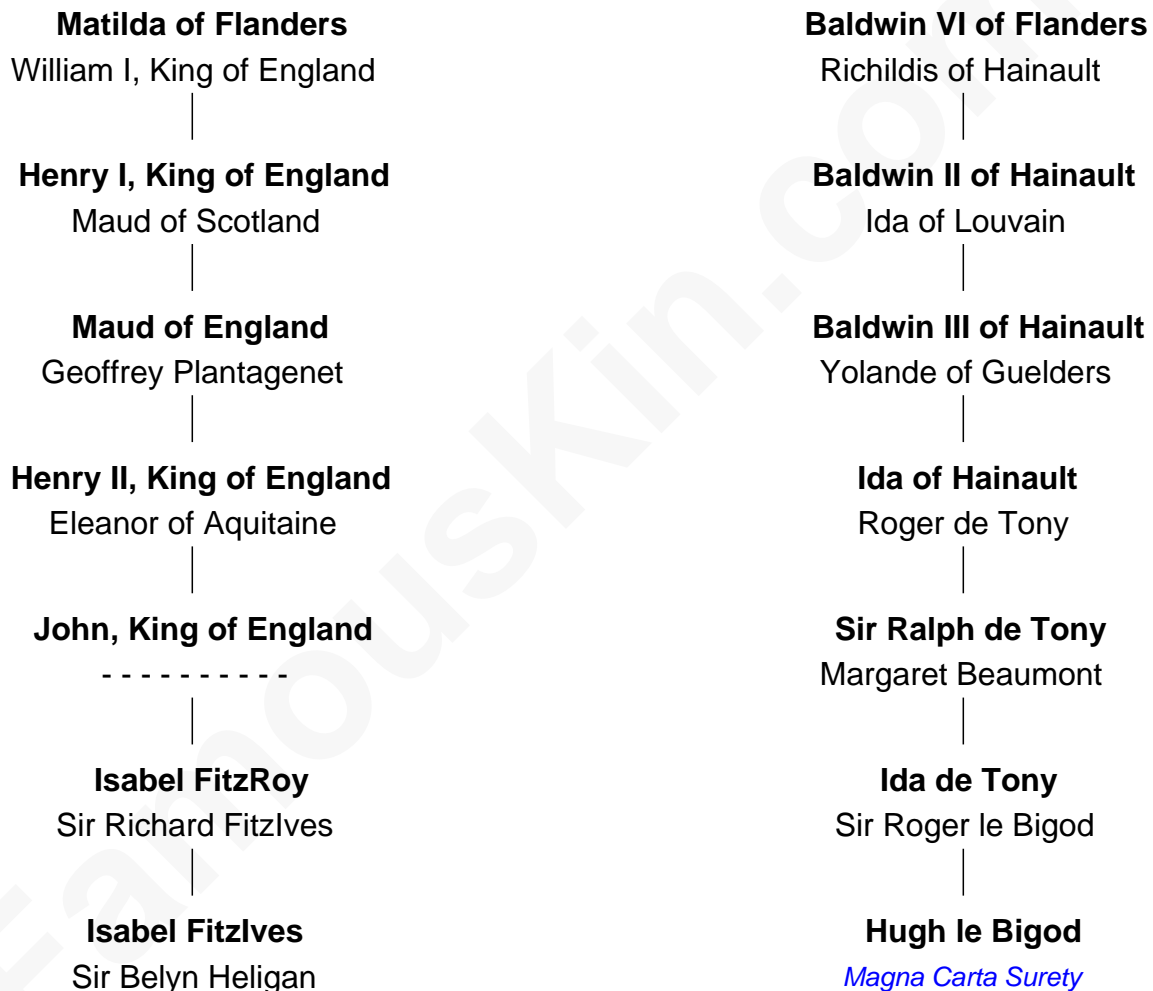 Matilda of Flanders
William I, King of England
Henry I, King of England
Maud of Scotland
Maud of England
Geoffrey Plantagenet
Henry II, King of England
Eleanor of Aquitaine
John, King of England
- - - - - - - - - -
Isabel FitzRoy
Sir Richard FitzIves
Isabel FitzIves
Sir Belyn Heligan
Baldwin VI of Flanders
Richildis of Hainault
Baldwin II of Hainault
Ida of Louvain
Baldwin III of Hainault
Yolande of Guelders
Ida of Hainault
Roger de Tony
Sir Ralph de Tony
Margaret Beaumont
Ida de Tony
Sir Roger le Bigod
Hugh le Bigod
Magna Carta Surety
FamousKin.com